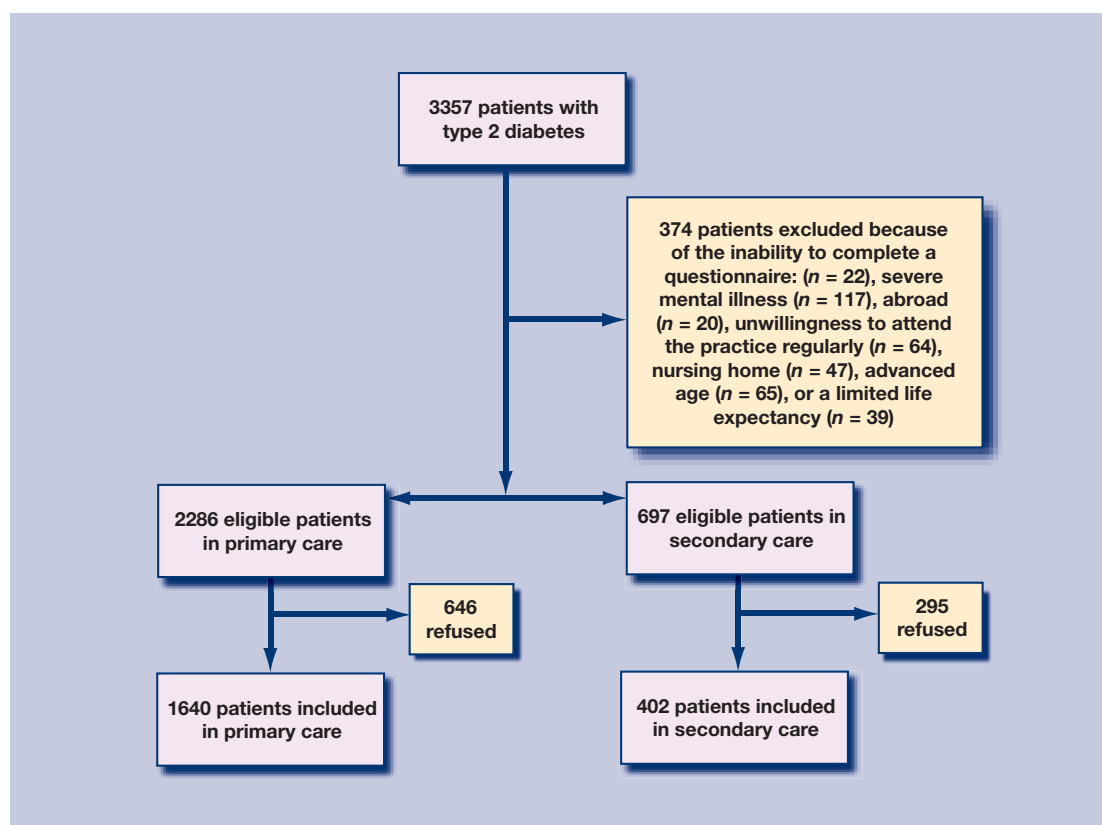 3357 patients with
type 2 diabetes
374 patients excluded because
of the inability to complete a
questionnaire: (n = 22), severe
mental illness (n = 117), abroad
(n = 20), unwillingness to attend
the practice regularly (n = 64),
nursing home (n = 47), advanced
age (n = 65), or a limited life
expectancy (n = 39)
2286 eligible patients
in primary care
697 eligible patients in
secondary care
646
refused
295
refused
1640 patients included
in primary care
402 patients included
in secondary care